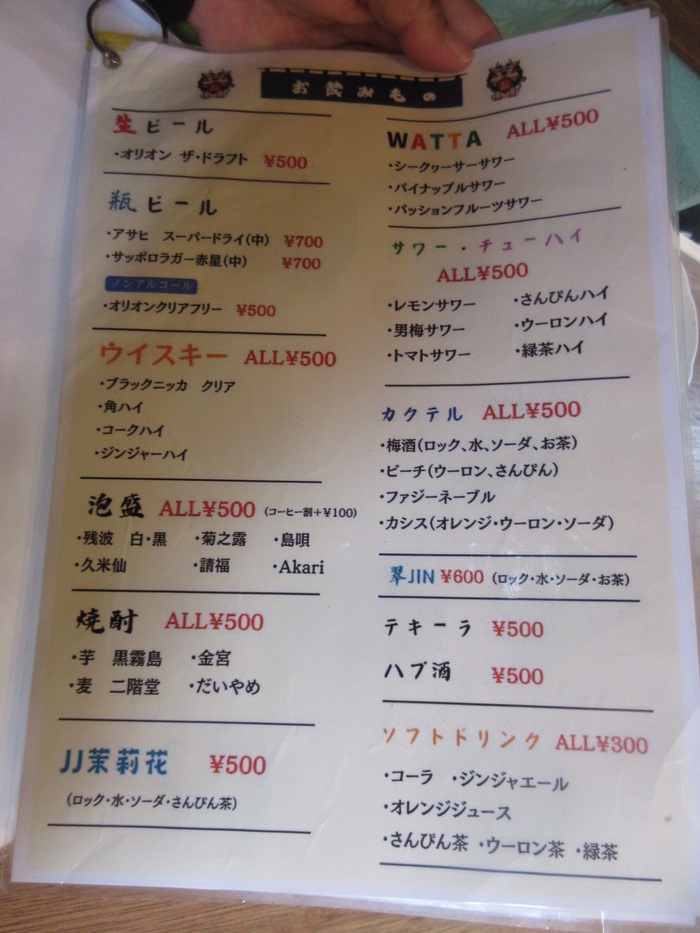 お飲みもの
生ビール
・オリオン ザ・ドラフト ¥500
瓶ビール
・アサヒ スーパードライ(中) ¥700
・サッポロラガー赤星(中) ¥700
ノンアルコール
・オリオンクリアフリー ¥500
ウイスキー ALL¥500
・ブラックニッカ クリア
・角ハイ
・コークハイ
・ジンジャーハイ
泡盛 ALL¥500 (コーヒー割+¥100)
・残波 白・黒 ・菊之露 ・島唄
・久米仙 ・請福 ・Akari
焼酎 ALL¥500
・芋 黒霧島 ・金宮
・麦 二階堂 ・だいやめ
JJ茉莉花 ¥500
(ロック・水・ソーダ・さんぴん茶)
WATTA ALL¥500
・シークヮーサーサワー
・パイナップルサワー
・パッションフルーツサワー
サワー・チューハイ
ALL¥500
・レモンサワー ・さんぴんハイ
・男梅サワー ・ウーロンハイ
・トマトサワー ・緑茶ハイ
カクテル ALL¥500
・梅酒(ロック、水、ソーダ、お茶)
・ピーチ(ウーロン、さんぴん)
・ファジーネーブル
・カシス(オレンジ・ウーロン・ソーダ)
翠JIN ¥600 (ロック・水・ソーダ・お茶)
テキーラ ¥500
ハブ酒 ¥500
ソフトドリンク ALL¥300
・コーラ ・ジンジャエール
・オレンジジュース
・さんぴん茶 ・ウーロン茶 ・緑茶